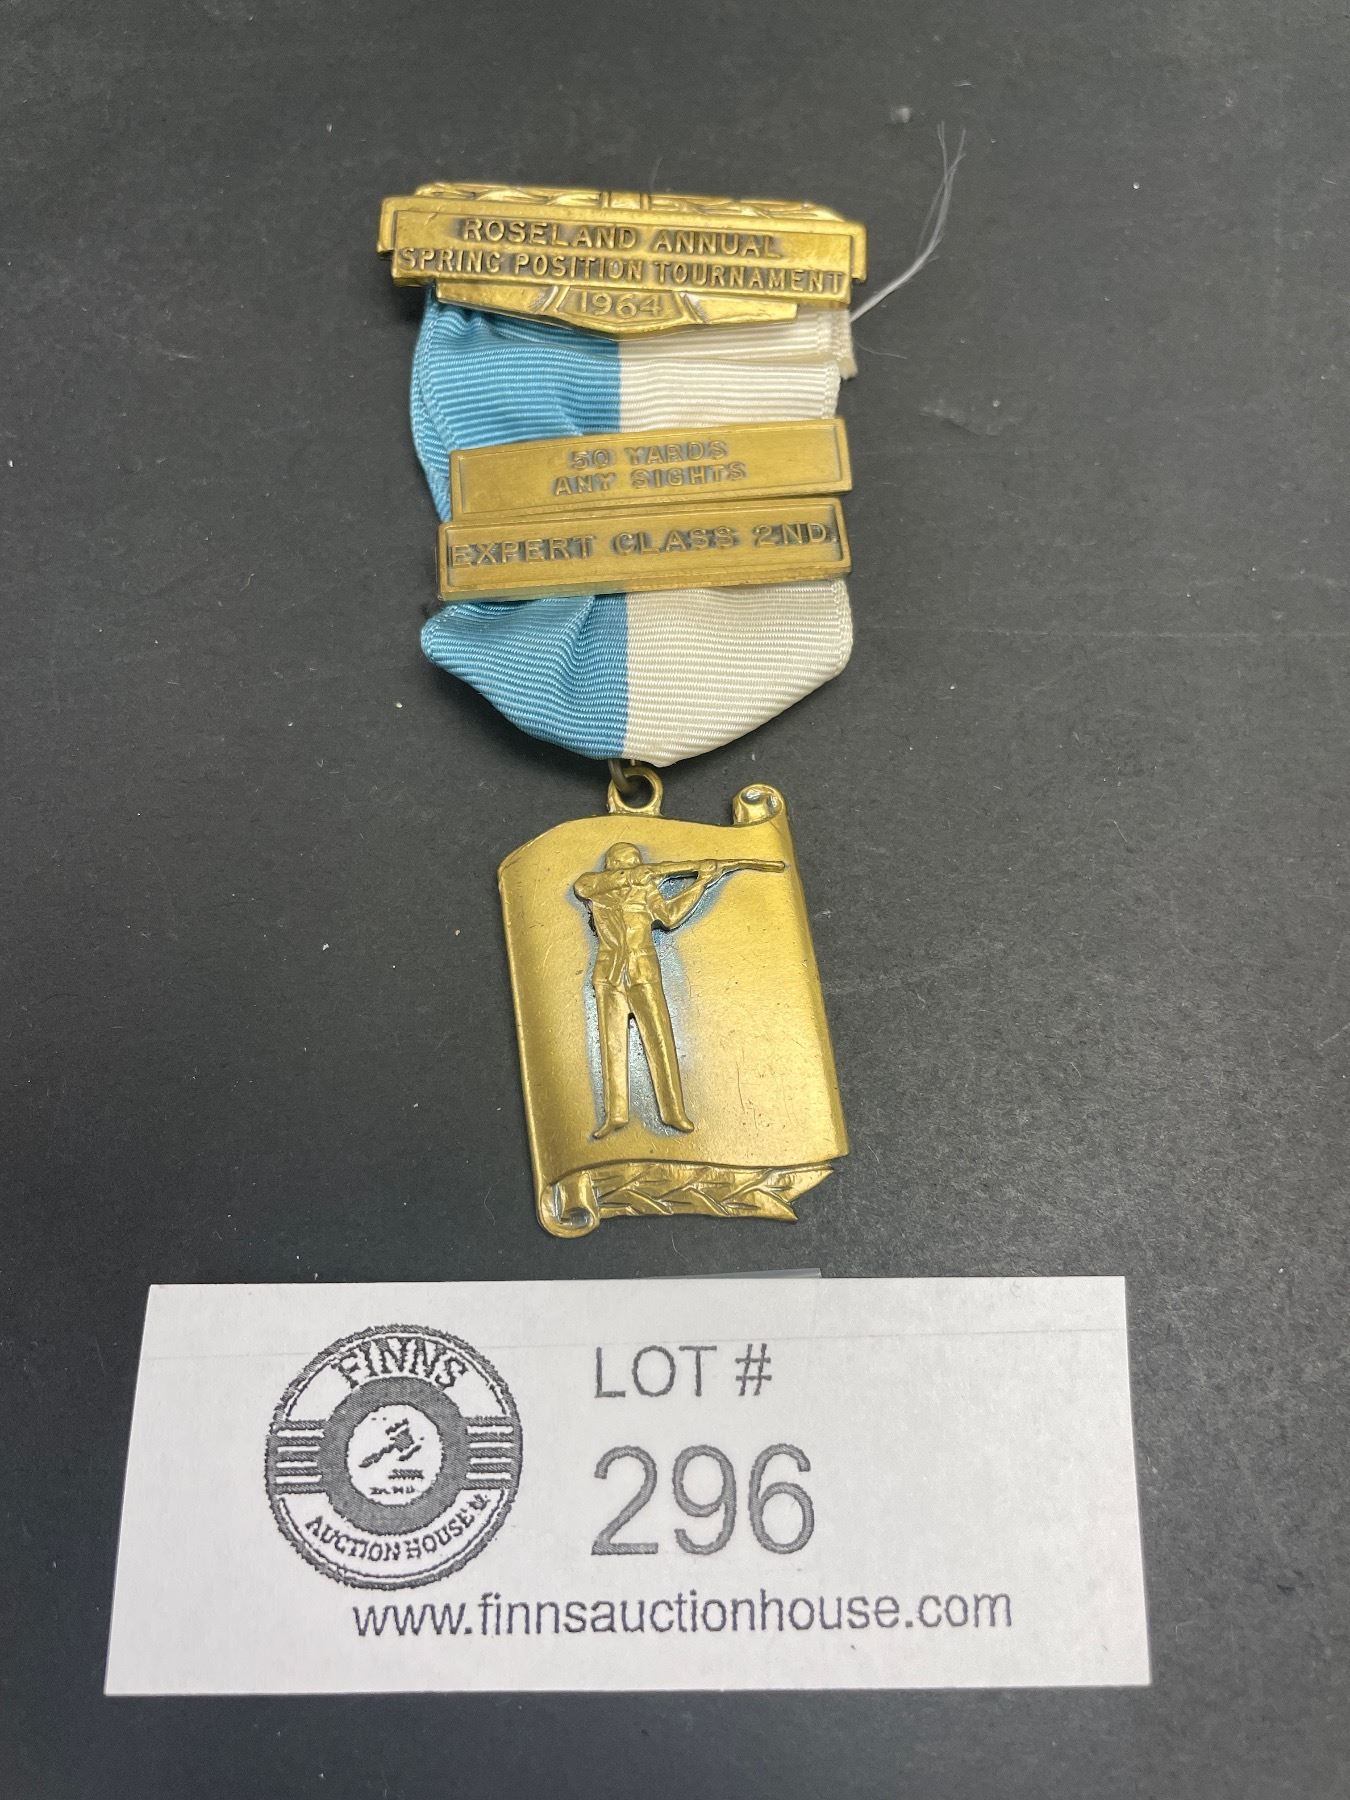 ROSELAND ANNUAL
SPRING POSITION TOURNAMENT
1964
50 YARDS
ANY SIGHTS
EXPERT CLASS 2ND.
FINNS
AUCTION HOUSE
LOT #
296
www.finnsauctionhouse.com